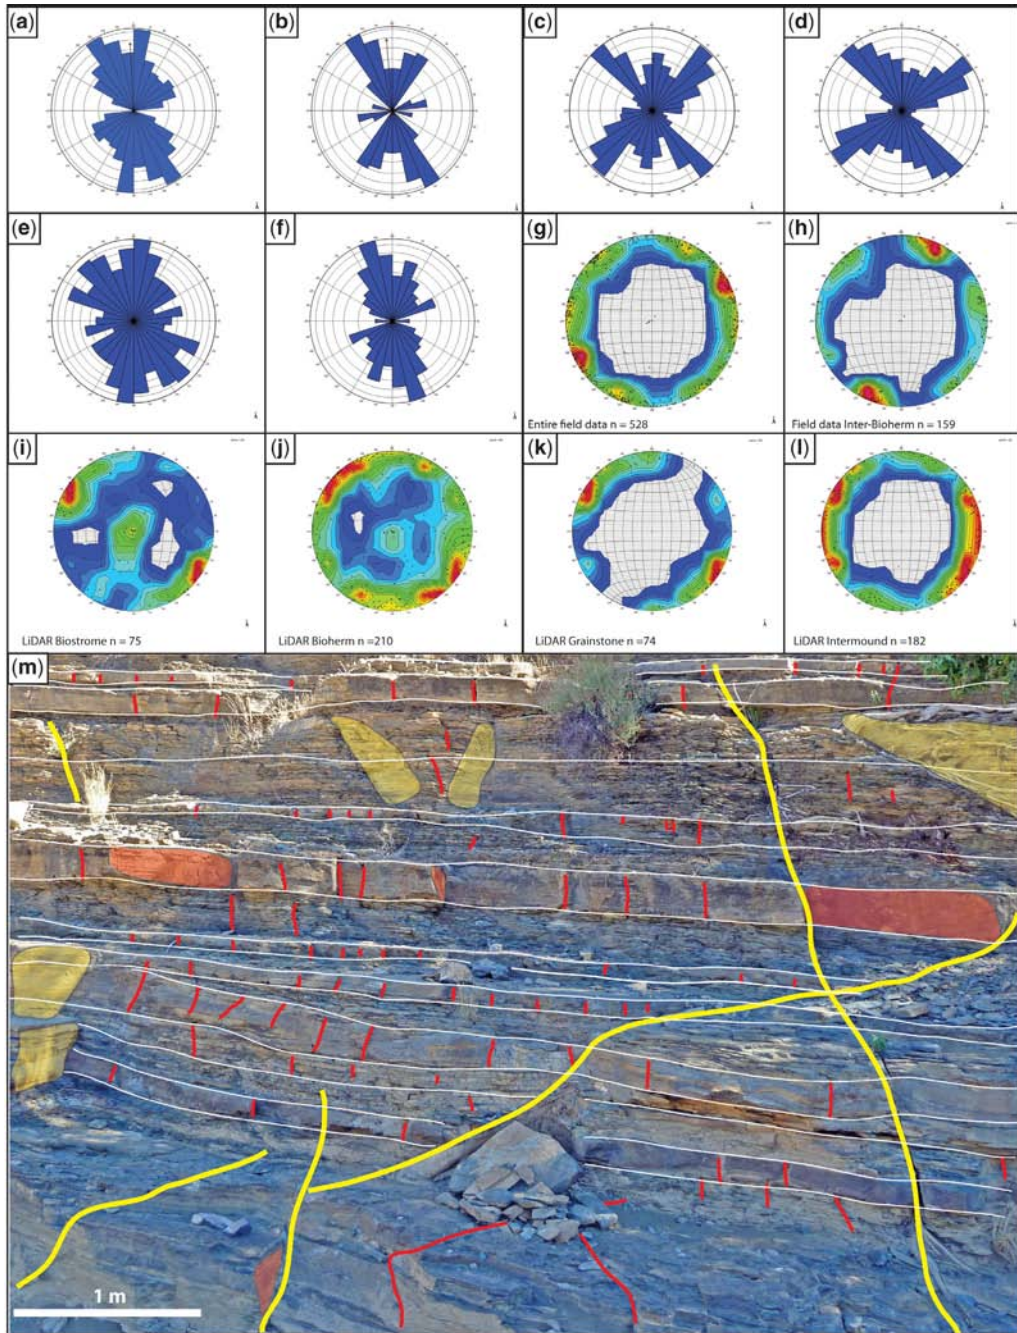 (a)
(b)
(c)
(d)
(e)
(f)
(g)
(h)
Entire field data n = 528
Field data Inter-Bioherm n = 159
(i)
(j)
(k)
(l)
LiDAR Biostrome n = 75
LiDAR Bioherm n =210
LiDAR Grainstone n =74
LiDAR Intermound n =182
(m)
1 m